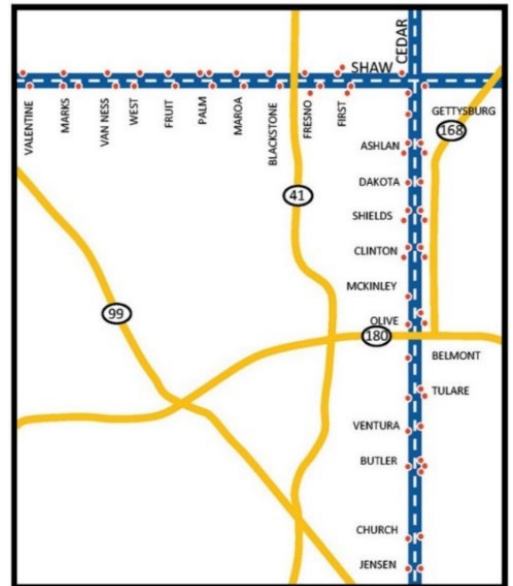 CEDAR
SHAW
VALENTINE
MARKS
VAN NESS
WEST
FRUIT
PALM
MAROA
BLACKSTONE
FRESNO
FIRST
GETTYSBURG
168
ASHLAN
DAKOTA
41
SHIELDS
CLINTON
MCKINLEY
99
OLIVE
180
BELMONT
TULARE
VENTURA
BUTLER
CHURCH
JENSEN